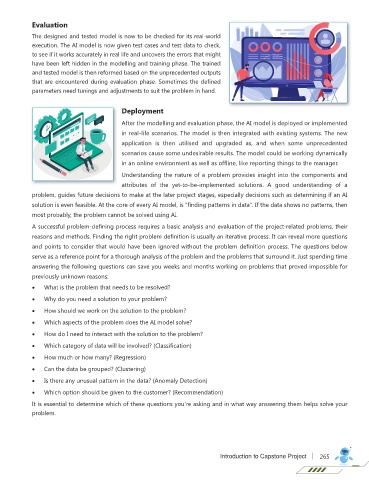 Evaluation
The designed and tested model is now to be checked for its real-world
execution. The AI model is now given test cases and test data to check,
to see if it works accurately in real life and uncovers the errors that might
have been left hidden in the modelling and training phase. The trained
and tested model is then reformed based on the unprecedented outputs
that are encountered during evaluation phase. Sometimes the defined
parameters need tunings and adjustments to suit the problem in hand.
Deployment
After the modelling and evaluation phase, the AI model is deployed or implemented
in real-life scenarios. The model is then integrated with existing systems. The new
application is then utilised and upgraded as, and when some unprecedented
scenarios cause some undesirable results. The model could be working dynamically
in an online environment as well as offline, like reporting things to the manager.
Understanding the nature of a problem provides insight into the components and
attributes of the yet-to-be-implemented solutions. A good understanding of a
problem, guides future decisions to make at the later project stages, especially decisions such as determining if an AI
solution is even feasible. At the core of every AI model, is "finding patterns in data". If the data shows no patterns, then
most probably, the problem cannot be solved using AI.
A successful problem-defining process requires a basic analysis and evaluation of the project-related problems, their
reasons and methods. Finding the right problem definition is usually an iterative process. It can reveal more questions
and points to consider that would have been ignored without the problem definition process. The questions below
serve as a reference point for a thorough analysis of the problem and the problems that surround it. Just spending time
answering the following questions can save you weeks and months working on problems that proved impossible for
previously unknown reasons:
• What is the problem that needs to be resolved?
• Why do you need a solution to your problem?
• How should we work on the solution to the problem?
• Which aspects of the problem does the AI model solve?
• How do I need to interact with the solution to the problem?
• Which category of data will be involved? (Classification)
• How much or how many? (Regression)
• Can the data be grouped? (Clustering)
• Is there any unusual pattern in the data? (Anomaly Detection)
• Which option should be given to the customer? (Recommendation)
It is essential to determine which of these questions you're asking and in what way answering them helps solve your
problem.
Introduction to Capstone Project | 265